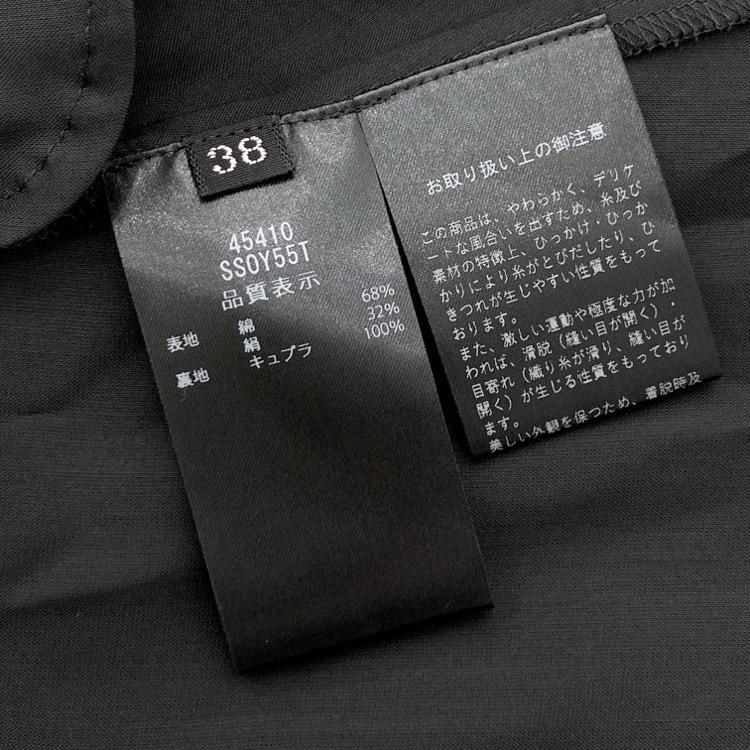 38
45410
SS0Y55T
品質表示
表地 綿 68%
絹 32%
裏地 キュプラ 100%
お取り扱い上の御注意
この商品は、やわらかく、デリケ
ートな風合いを出すため、糸及び
素材の特徴上、ひっかけ・ひっか
かりにより糸がとびだしたり、ひ
きつれが生じやすい性質をもって
おります。
また、激しい運動や極度な力が加
われば、滑脱（縫い目が開く）・
目寄れ（織り糸が滑り、縫い目が
開く）が生じる性質をもっており
ます。
美しい外観を保つため、着脱時及